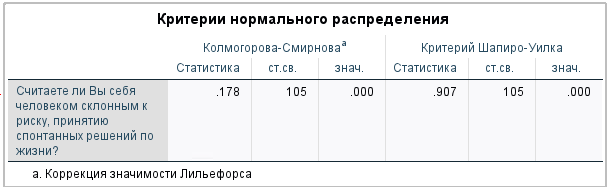 Критерии нормального распределения
Колмогорова-Смирноваª Критерий Шапиро-Уилка
Статистика ст.св. знач. Статистика ст.св. знач.
Считаете ли Вы себя
человеком склонным к
риску, принятию
спонтанных решений по
жизни?
.178 105 .000 .907 105 .000
a. Коррекция значимости Лильефорса